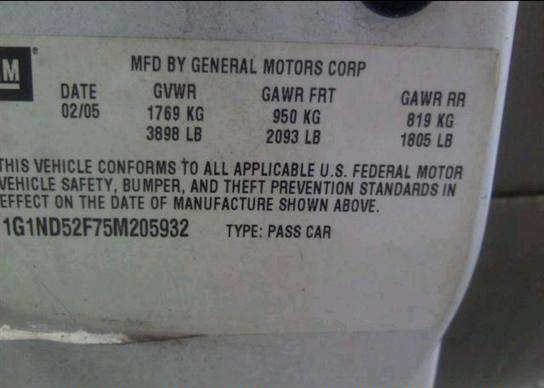 M ®
MFD BY GENERAL MOTORS CORP
DATE GVWR GAWR FRT GAWR RR
02/05 1769 KG 950 KG 819 KG
3898 LB 2093 LB 1805 LB
THIS VEHICLE CONFORMS TO ALL APPLICABLE U.S. FEDERAL MOTOR
VEHICLE SAFETY, BUMPER, AND THEFT PREVENTION STANDARDS IN
EFFECT ON THE DATE OF MANUFACTURE SHOWN ABOVE.
1G1ND52F75M205932 TYPE: PASS CAR